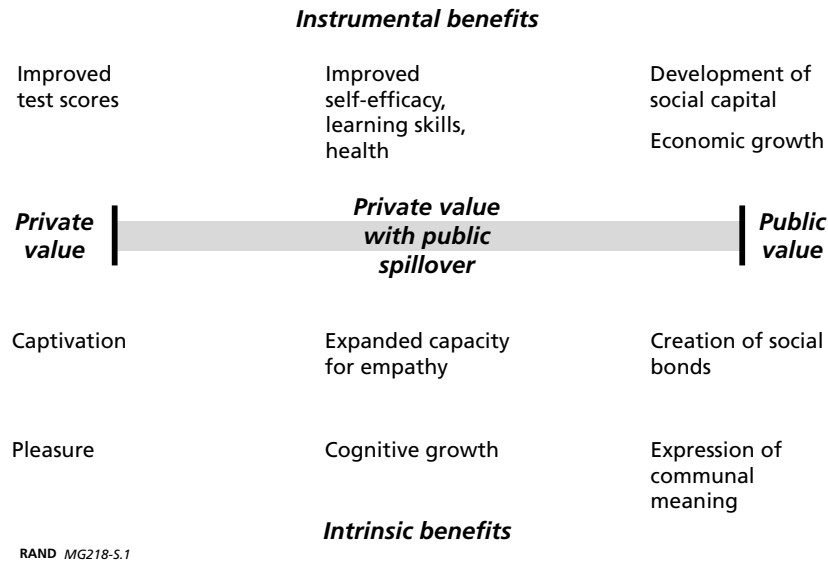 Instrumental benefits
Improved
test scores
Improved
self-efficacy,
learning skills,
health
Development of
social capital
Economic growth
Private
value
Private value
with public
spillover
Public
value
Captivation
Expanded capacity
for empathy
Creation of social
bonds
Pleasure
Cognitive growth
Expression of
communal
meaning
Intrinsic benefits
RAND MG218-S.1